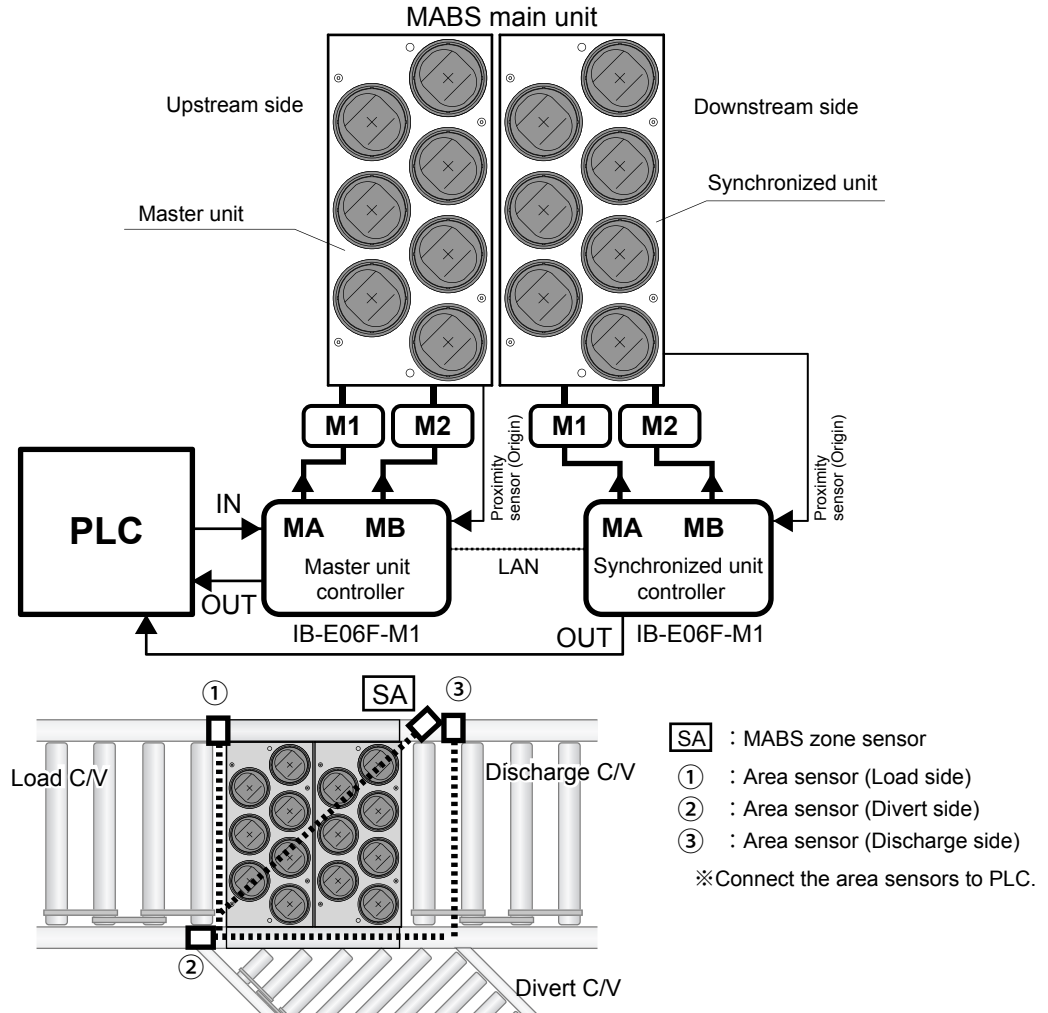 MABS main unit
Upstream side
Downstream side
Synchronized unit
Master unit
M1
M2
M1
M2
Proximity
sensor (Origin)
Proximity
sensor (Origin)
PLC
IN
OUT
MA MB
Master unit
controller
LAN
MA MB
Synchronized unit
controller
IB-E06F-M1
OUT
IB-E06F-M1
①
SA
③
Load C/V
Discharge C/V
②
Divert C/V
SA : MABS zone sensor
① : Area sensor (Load side)
② : Area sensor (Divert side)
③ : Area sensor (Discharge side)
※Connect the area sensors to PLC.